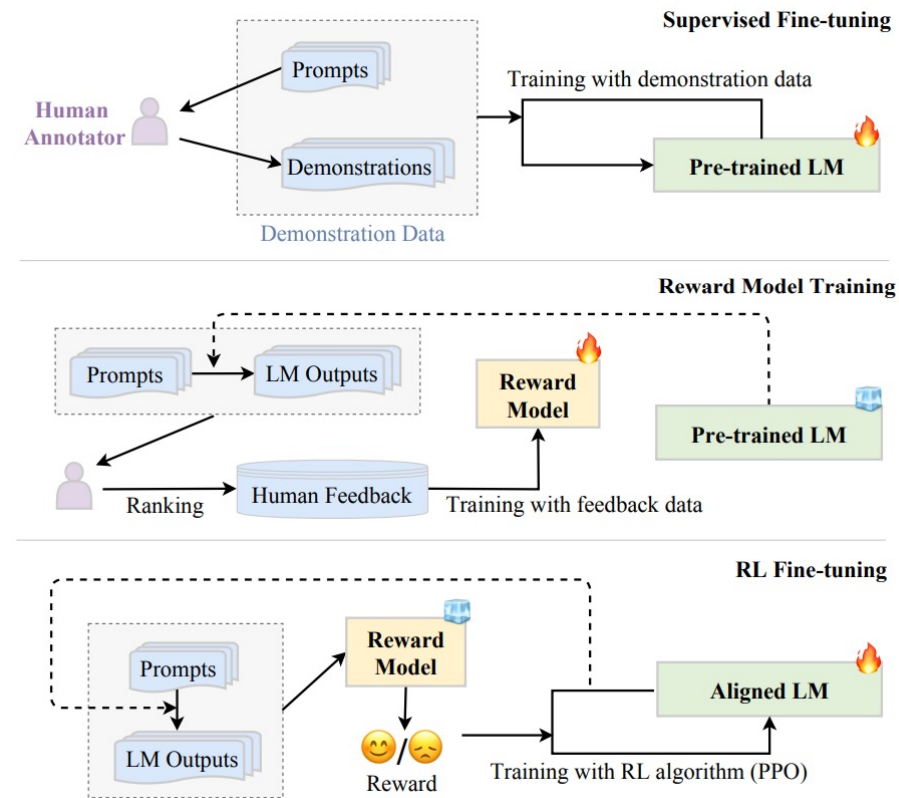 Supervised Fine-tuning
Prompts
Training with demonstration data
Human
Annotator
Demonstrations
Pre-trained LM
Demonstration Data
Reward Model Training
Prompts
LM Outputs
Reward
Model
Pre-trained LM
Ranking
Human Feedback
Training with feedback data
RL Fine-tuning
Prompts
Reward
Model
Aligned LM
LM Outputs
/
Reward
Training with RL algorithm (PPO)